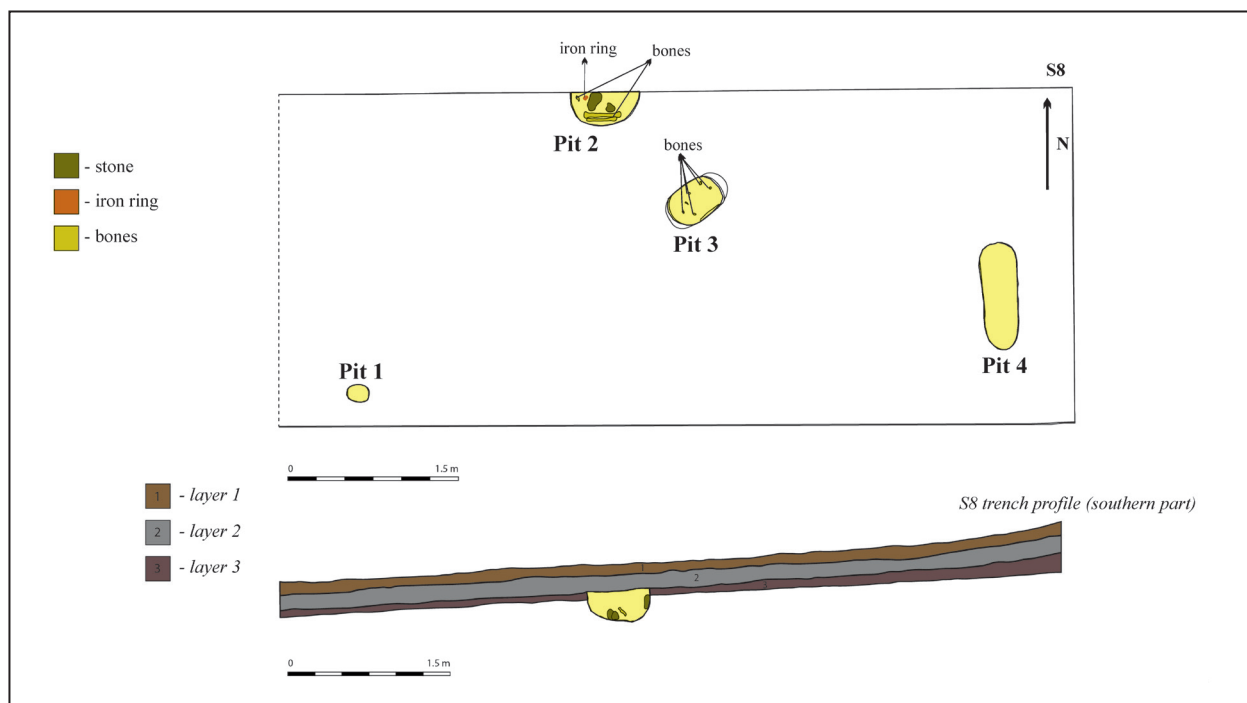 iron ring
bones
S8
Pit 2
N
bones
- stone
- iron ring
- bones
Pit 3
Pit 4
Pit 1
0 1.5 m
1 - layer 1
2 - layer 2
3 - layer 3
S8 trench profile (southern part)
1
2
3
0 1.5 m